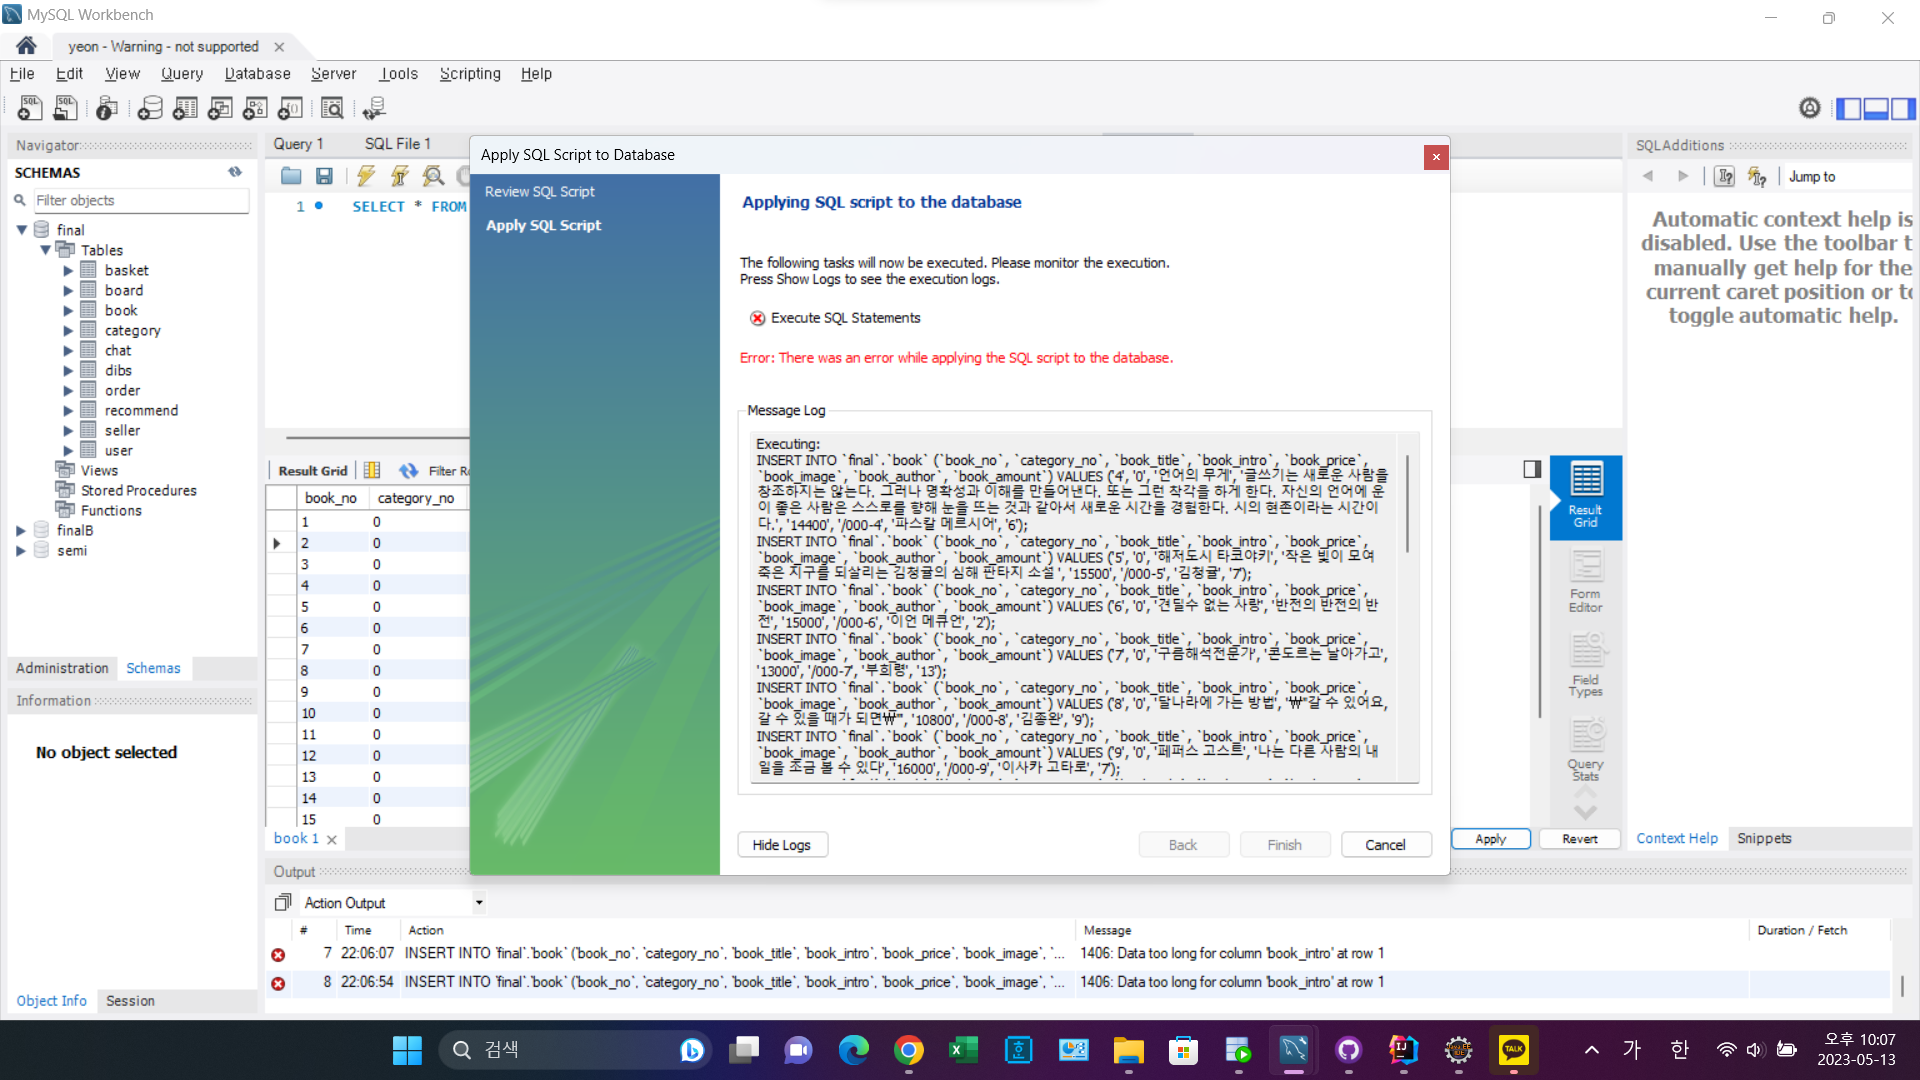 MySQL Workbench
yeon - Warning - not supported
File Edit View Query Database Server Tools Scripting Help
Navigator
SCHEMAS
Filter objects
final
Tables
basket
board
book
category
chat
dibs
order
recommend
seller
user
Views
Stored Procedures
Functions
finalB
semi
Administration Schemas
Information
No object selected
Object Info Session
Query 1 SQL File 1
1 SELECT * FROM
Result Grid Filter Ro
book_no category_no
1 0
2 0
3 0
4 0
5 0
6 0
7 0
8 0
9 0
10 0
11 0
12 0
13 0
14 0
15 0
book 1
Apply SQL Script to Database
Review SQL Script
Apply SQL Script
Applying SQL script to the database
The following tasks will now be executed. Please monitor the execution.
Press Show Logs to see the execution logs.
Execute SQL Statements
Error: There was an error while applying the SQL script to the database.
Message Log
Executing:
INSERT INTO `final`.`book` (`book_no`, `category_no`, `book_title`, `book_intro`, `book_price`,
`book_image`, `book_author`, `book_amount`) VALUES ('4', '0', '언어의 무게', '글쓰기는 새로운 사람을
창조하지는 않는다. 그러나 명확성과 이해를 만들어낸다. 또는 그런 착각을 하게 한다. 자신의 언어에 운
이 좋은 사람은 스스로를 향해 눈을 뜨는 것과 같아서 새로운 시간을 경험한다. 시의 현존이라는 시간이
다.', '14400', '/000-4', '파스칼 메르시어', '6');
INSERT INTO `final`.`book` (`book_no`, `category_no`, `book_title`, `book_intro`, `book_price`,
`book_image`, `book_author`, `book_amount`) VALUES ('5', '0', '해저도시 타코야키', '작은 빛이 모여
죽은 지구를 되살리는 김청귤의 심해 판타지 소설 ', '15500', '/000-5', '김청귤', '7');
INSERT INTO `final`.`book` (`book_no`, `category_no`, `book_title`, `book_intro`, `book_price`,
`book_image`, `book_author`, `book_amount`) VALUES ('6', '0', '견딜수 없는 사랑', '반전의 반전의 반
전', '15000', '/000-6', '이언 메큐언', '2');
INSERT INTO `final`.`book` (`book_no`, `category_no`, `book_title`, `book_intro`, `book_price`,
`book_image`, `book_author`, `book_amount`) VALUES ('7', '0', '구름해석전문가', '콘도르는 날아가고',
'13000', '/000-7', '부희령', '13');
INSERT INTO `final`.`book` (`book_no`, `category_no`, `book_title`, `book_intro`, `book_price`,
`book_image`, `book_author`, `book_amount`) VALUES ('8', '0', '달나라에 가는 방법', '₩"갈 수 있어요,
갈 수 있을 때가 되면₩"', '10800', '/000-8', '김종완', '9');
INSERT INTO `final`.`book` (`book_no`, `category_no`, `book_title`, `book_intro`, `book_price`,
`book_image`, `book_author`, `book_amount`) VALUES ('9', '0', '페퍼스 고스트', '나는 다른 사람의 내
일을 조금 볼 수 있다', '16000', '/000-9', '이사카 고타로', '7');
Hide Logs Back Finish Cancel
Result
Grid
Form
Editor
Field
Types
Query
Stats
Apply Revert
SQLAdditions
Jump to
Automatic context help is
disabled. Use the toolbar t
manually get help for the
current caret position or to
toggle automatic help.
Context Help Snippets
Output
Action Output
# Time Action Message Duration / Fetch
7 22:06:07 INSERT INTO `final`.`book` (`book_no`, `category_no`, `book_title`, `book_intro`, `book_price`, `book_image`, `... 1406: Data too long for column 'book_intro' at row 1
8 22:06:54 INSERT INTO `final`.`book` (`book_no`, `category_no`, `book_title`, `book_intro`, `book_price`, `book_image`, `... 1406: Data too long for column 'book_intro' at row 1
검색
TALK
가 한
오후 10:07
2023-05-13